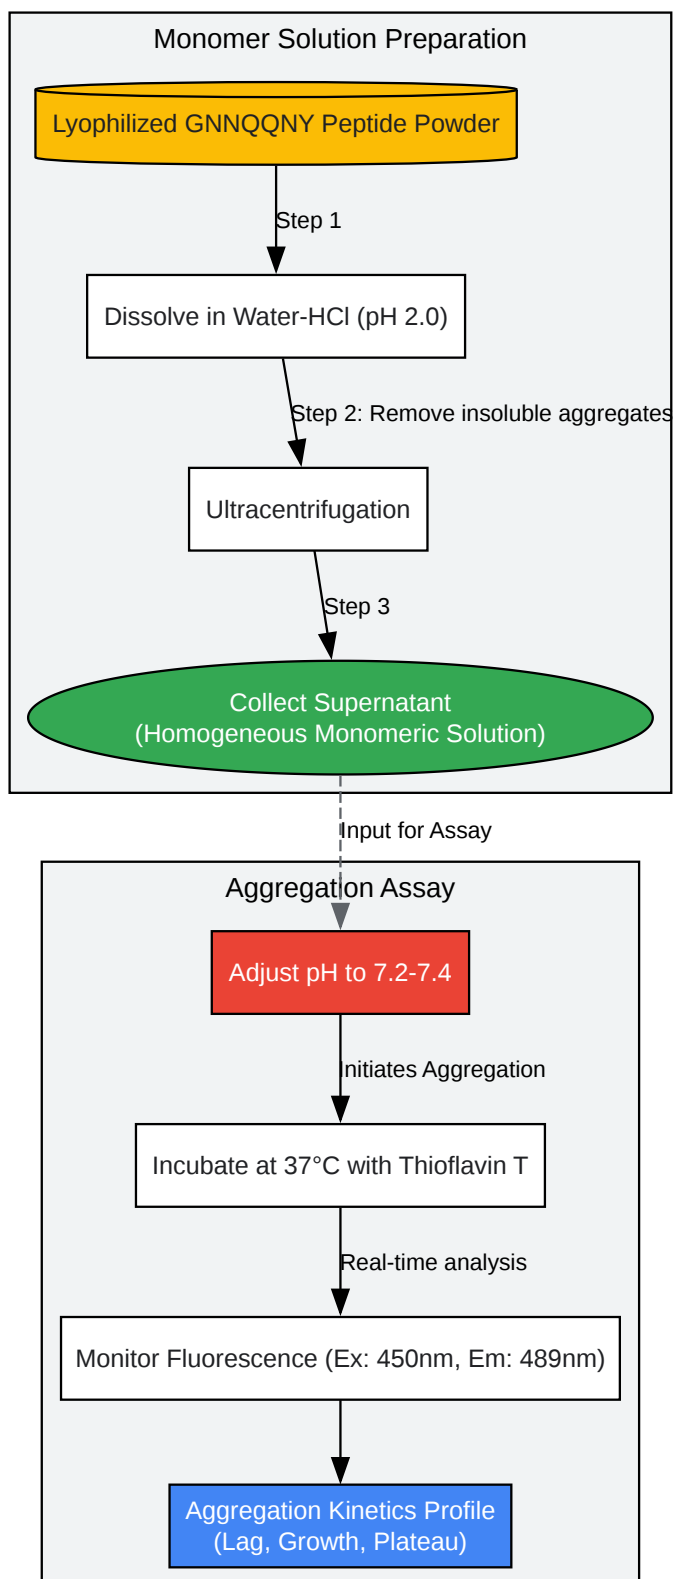 Monomer Solution Preparation
Lyophilized GNNQQNY Peptide Powder
Step 1
Dissolve in Water-HCl (pH 2.0)
Step 2: Remove insoluble aggregates
Ultracentrifugation
Step 3
Collect Supernatant
(Homogeneous Monomeric Solution)
Input for Assay
Aggregation Assay
Adjust pH to 7.2-7.4
Initiates Aggregation
Incubate at 37°C with Thioflavin T
Real-time analysis
Monitor Fluorescence (Ex: 450nm, Em: 489nm)
Aggregation Kinetics Profile
(Lag, Growth, Plateau)